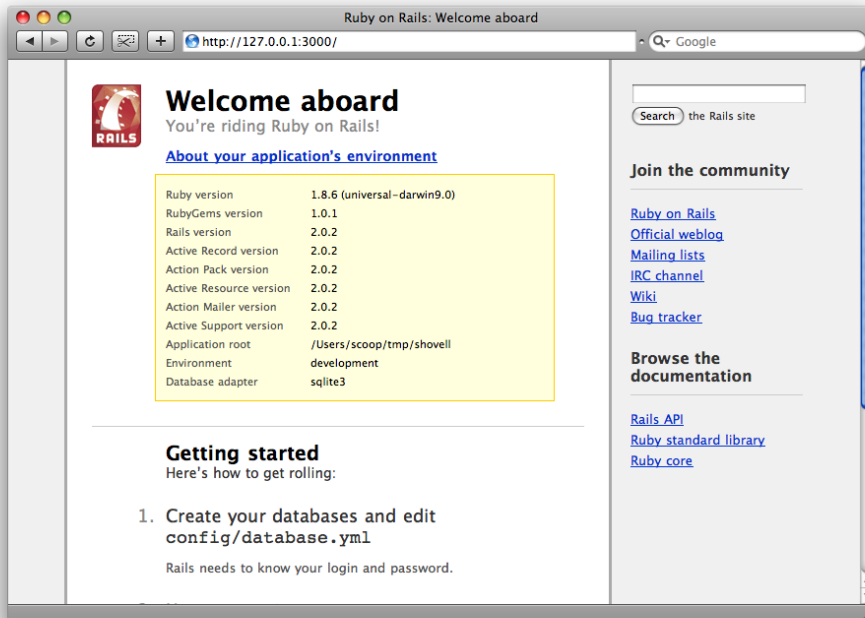 Ruby on Rails: Welcome aboard
http://127.0.0.1:3000/
Google
RAILS
Welcome aboard
You're riding Ruby on Rails!
About your application's environment
Ruby version 1.8.6 (universal-darwin9.0)
RubyGems version 1.0.1
Rails version 2.0.2
Active Record version 2.0.2
Action Pack version 2.0.2
Active Resource version 2.0.2
Action Mailer version 2.0.2
Active Support version 2.0.2
Application root /Users/scoop/tmp/shovell
Environment development
Database adapter sqlite3
Getting started
Here's how to get rolling:
1. Create your databases and edit
config/database.yml
Rails needs to know your login and password.
Search the Rails site
Join the community
Ruby on Rails
Official weblog
Mailing lists
IRC channel
Wiki
Bug tracker
Browse the
documentation
Rails API
Ruby standard library
Ruby core